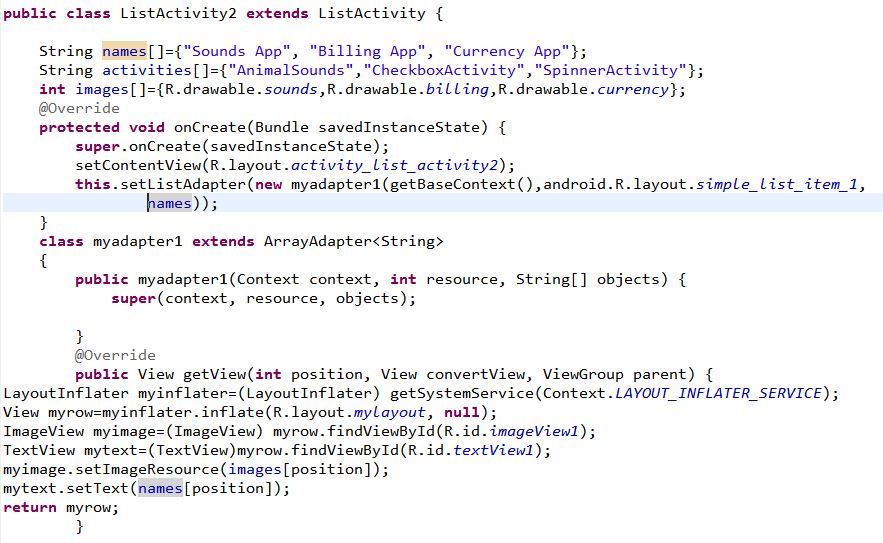 public class ListActivity2 extends ListActivity {
String names[]={"Sounds App", "Billing App", "Currency App"};
String activities[]={"AnimalSounds","CheckboxActivity","SpinnerActivity"};
int images[]={R.drawable.sounds,R.drawable.billing,R.drawable.currency};
@Override
protected void onCreate(Bundle savedInstanceState) {
super.onCreate(savedInstanceState);
setContentView(R.layout.activity_list_activity2);
this.setListAdapter(new myadapter1(getBaseContext(),android.R.layout.simple_list_item_1,
names));
}
class myadapter1 extends ArrayAdapter<String>
{
public myadapter1(Context context, int resource, String[] objects) {
super(context, resource, objects);
}
@Override
public View getView(int position, View convertView, ViewGroup parent) {
LayoutInflater myinflater=(LayoutInflater) getSystemService(Context.LAYOUT_INFLATER_SERVICE);
View myrow=myinflater.inflate(R.layout.mylayout, null);
ImageView myimage=(ImageView) myrow.findViewById(R.id.imageView1);
TextView mytext=(TextView)myrow.findViewById(R.id.textView1);
myimage.setImageResource(images[position]);
mytext.setText(names[position]);
return myrow;
}